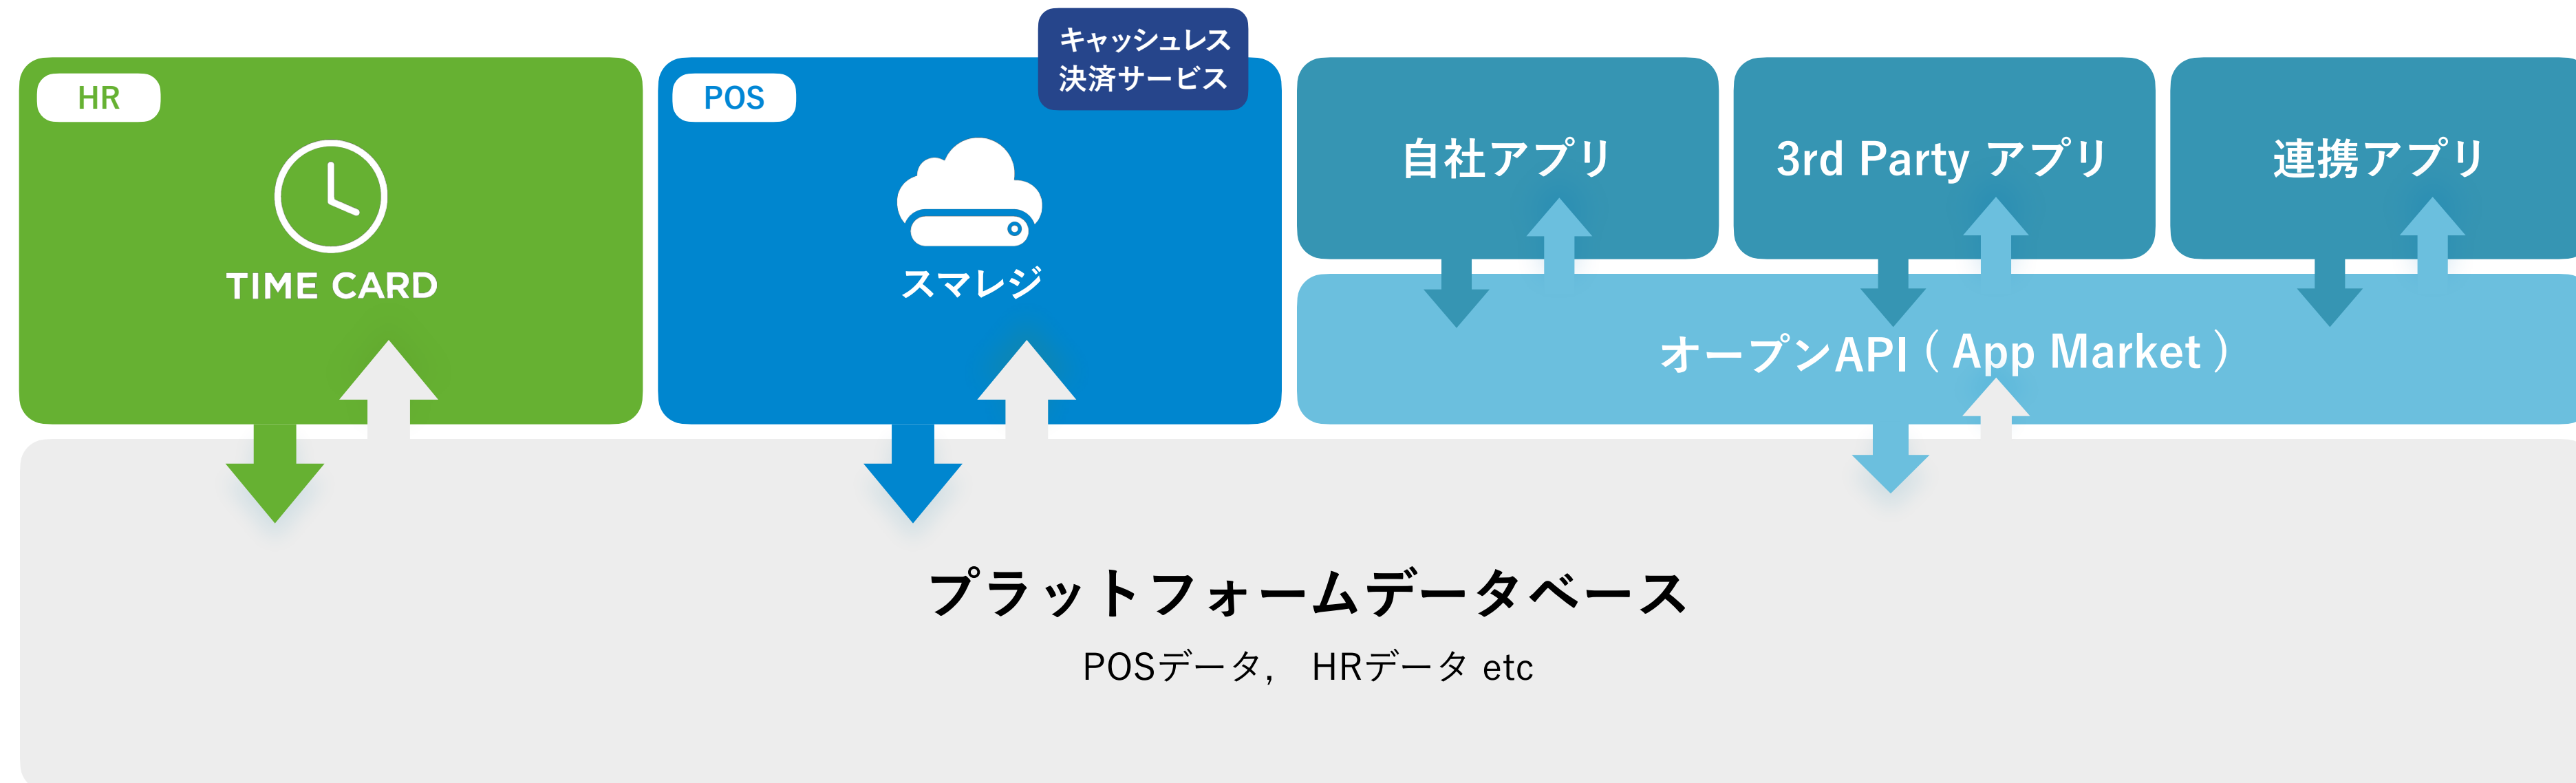 キャッシュレス
決済サービス
HR
TIME CARD
POS
スマレジ
自社アプリ
3rd Party アプリ
連携アプリ
オープンAPI ( App Market )
プラットフォームデータベース
POSデータ, HRデータ etc